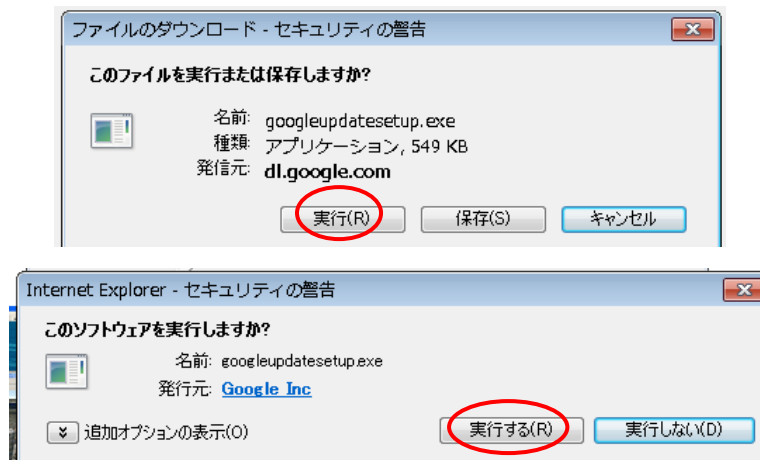 ファイルのダウンロード - セキュリティの警告
このファイルを実行または保存しますか?
名前: googleupdatesetup.exe
種類: アプリケーション, 549 KB
発信元: dl.google.com
実行(R) 保存(S) キャンセル
Internet Explorer - セキュリティの警告
このソフトウェアを実行しますか?
名前: googleupdatesetup.exe
発行元: Google Inc
追加オプションの表示(O) 実行する(R) 実行しない(D)